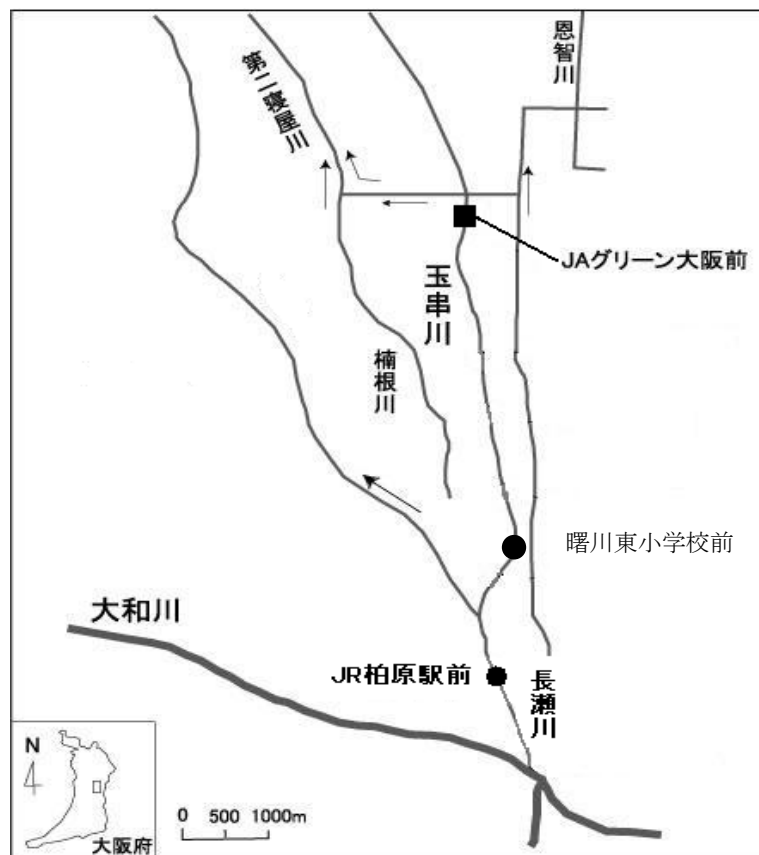 恩智川
第二寝屋川
JAグリーン大阪前
玉串川
楠根川
曙川東小学校前
大和川
JR柏原駅前
長瀬川
N
0 500 1000m
大阪府